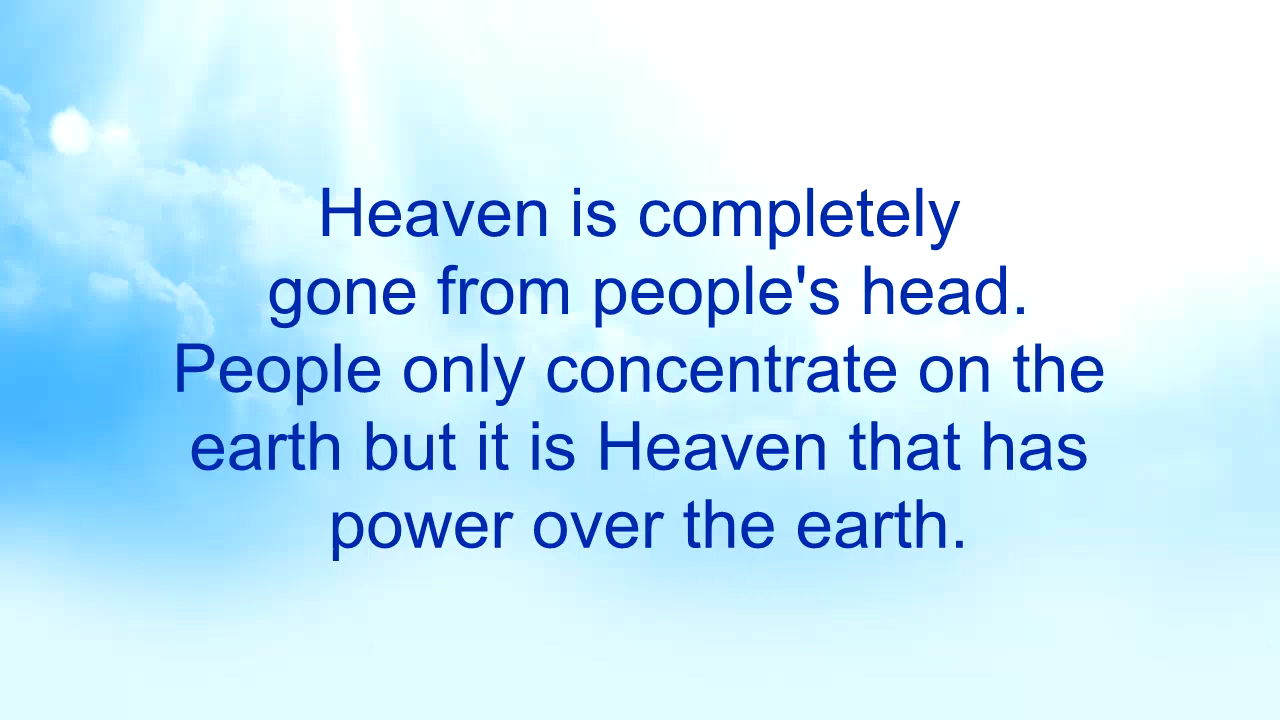 Heaven is completely
gone from people's head.
People only concentrate on the
earth but it is Heaven that has
power over the earth.